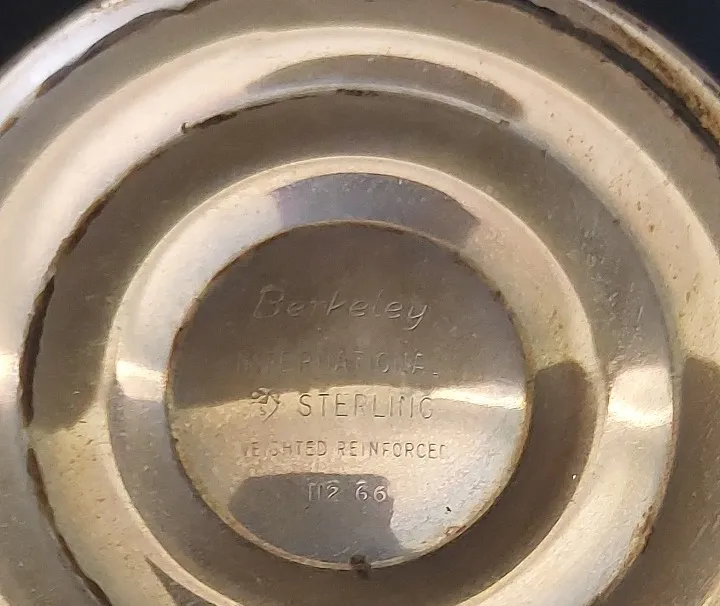 Berkeley
INTERNATIONAL
STERLING
WEIGHTED REINFORCED
112 66